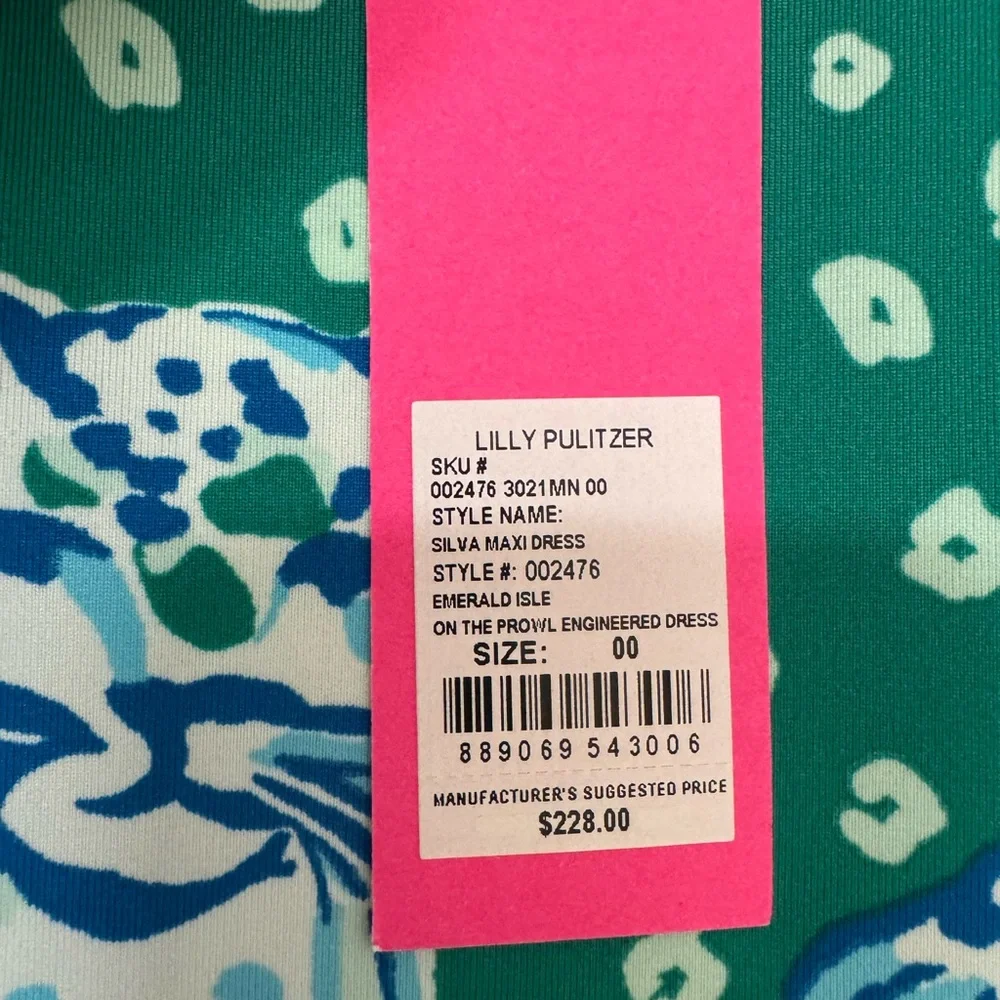 LILLY PULITZER
SKU #
002476 3021MN 00
STYLE NAME:
SILVA MAXI DRESS
STYLE #: 002476
EMERALD ISLE
ON THE PROWL ENGINEERED DRESS
SIZE: 00
889069 543006
MANUFACTURER'S SUGGESTED PRICE
$228.00